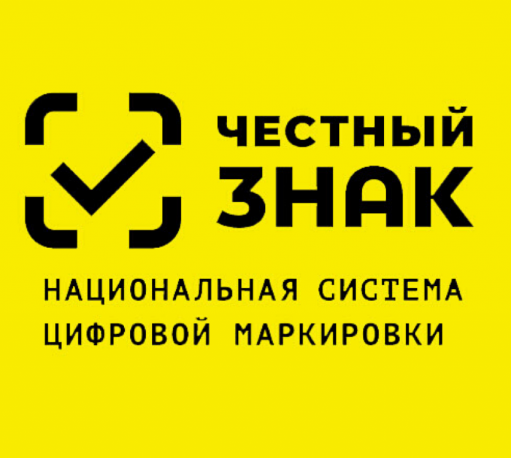 ЧЕСТНЫЙ
ЗНАК
НАЦИОНАЛЬНАЯ СИСТЕМА
ЦИФРОВОЙ МАРКИРОВКИ